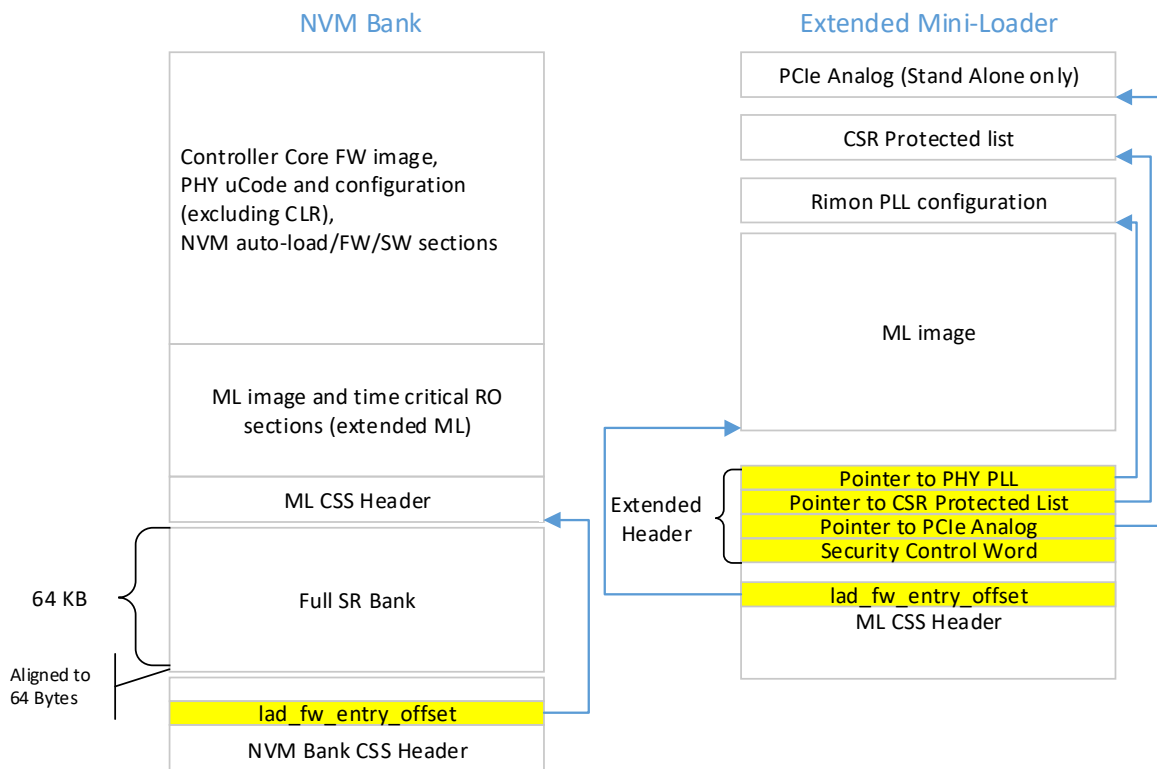 NVM Bank
Controller Core FW image,
PHY uCode and configuration
(excluding CLR),
NVM auto-load/FW/SW sections
ML image and time critical RO
sections (extended ML)
ML CSS Header
64 KB
Full SR Bank
Aligned to
64 Bytes
lad_fw_entry_offset
NVM Bank CSS Header
Extended Mini-Loader
PCIe Analog (Stand Alone only)
CSR Protected list
Rimon PLL configuration
ML image
Extended
Header
Pointer to PHY PLL
Pointer to CSR Protected List
Pointer to PCIe Analog
Security Control Word
lad_fw_entry_offset
ML CSS Header